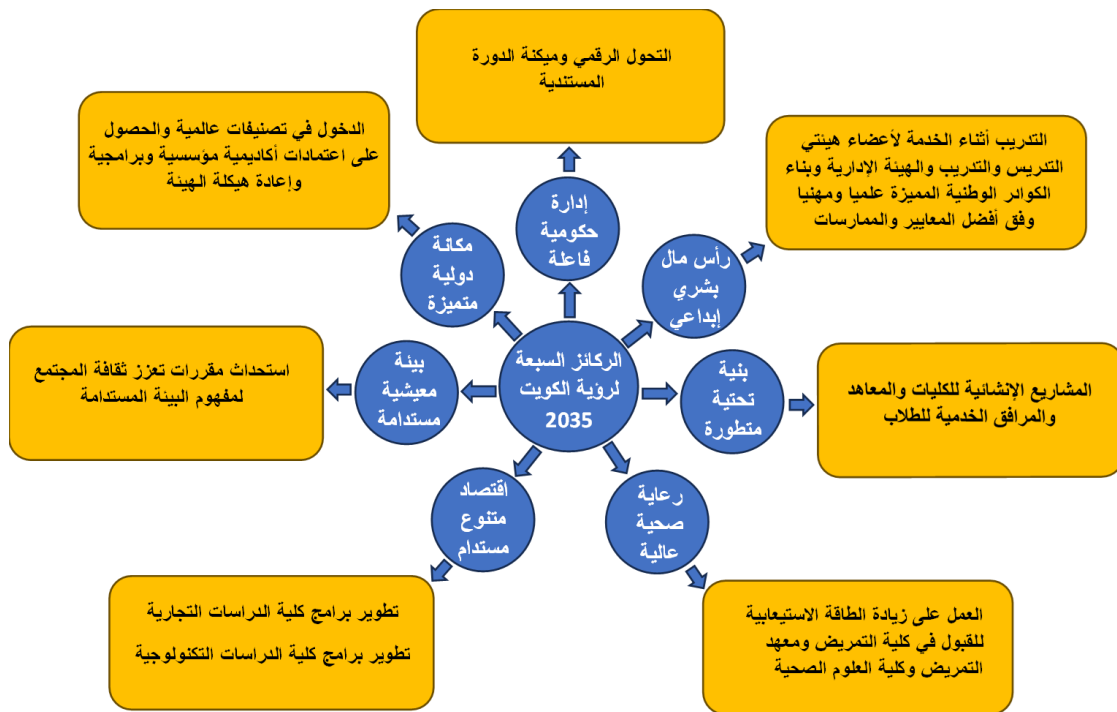 التحول الرقمي وميكنة الدورة
المستندية
الدخول في تصنيفات عالمية والحصول
على اعتمادات أكاديمية مؤسسية وبرامجية
وإعادة هيكلة الهيئة
التدريب أثناء الخدمة لأعضاء هيئتي
التدريس والتدريب والهيئة الإدارية وبناء
الكوادر الوطنية المميزة علميا ومهنيا
وفق أفضل المعايير والممارسات
إدارة
حكومية
فاعلة
مكانة
دولية
متميزة
رأس مال
بشري
إبداعي
الركائز السبعة
لرؤية الكويت
2035
بيئة
معيشية
مستدامة
بنية
تحتية
متطورة
استحداث مقررات تعزز ثقافة المجتمع
لمفهوم البيئة المستدامة
المشاريع الإنشائية للكليات والمعاهد
والمرافق الخدمية للطلاب
اقتصاد
متنوع
مستدام
رعاية
صحية
عالية
تطوير برامج كلية الدراسات التجارية
تطوير برامج كلية الدراسات التكنولوجية
العمل على زيادة الطاقة الاستيعابية
للقبول في كلية التمريض ومعهد
التمريض وكلية العلوم الصحية